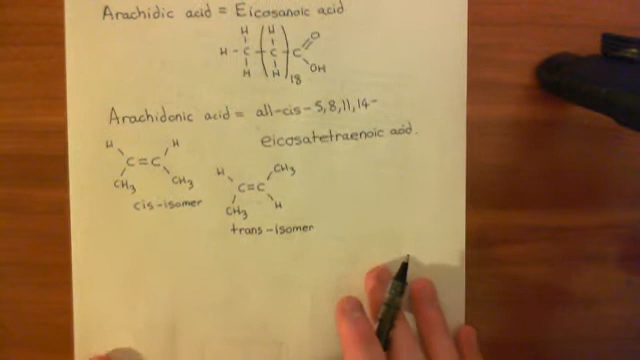 Arachidic acid = Eicosanoic acid
H H O
H - C - ( C ) - C
H H OH
18
Arachidonic acid = all-cis-5,8,11,14-
eicosatetraenoic acid.
H H
C = C
CH3 CH3
cis-isomer
H CH3
C = C
CH3 H
trans-isomer